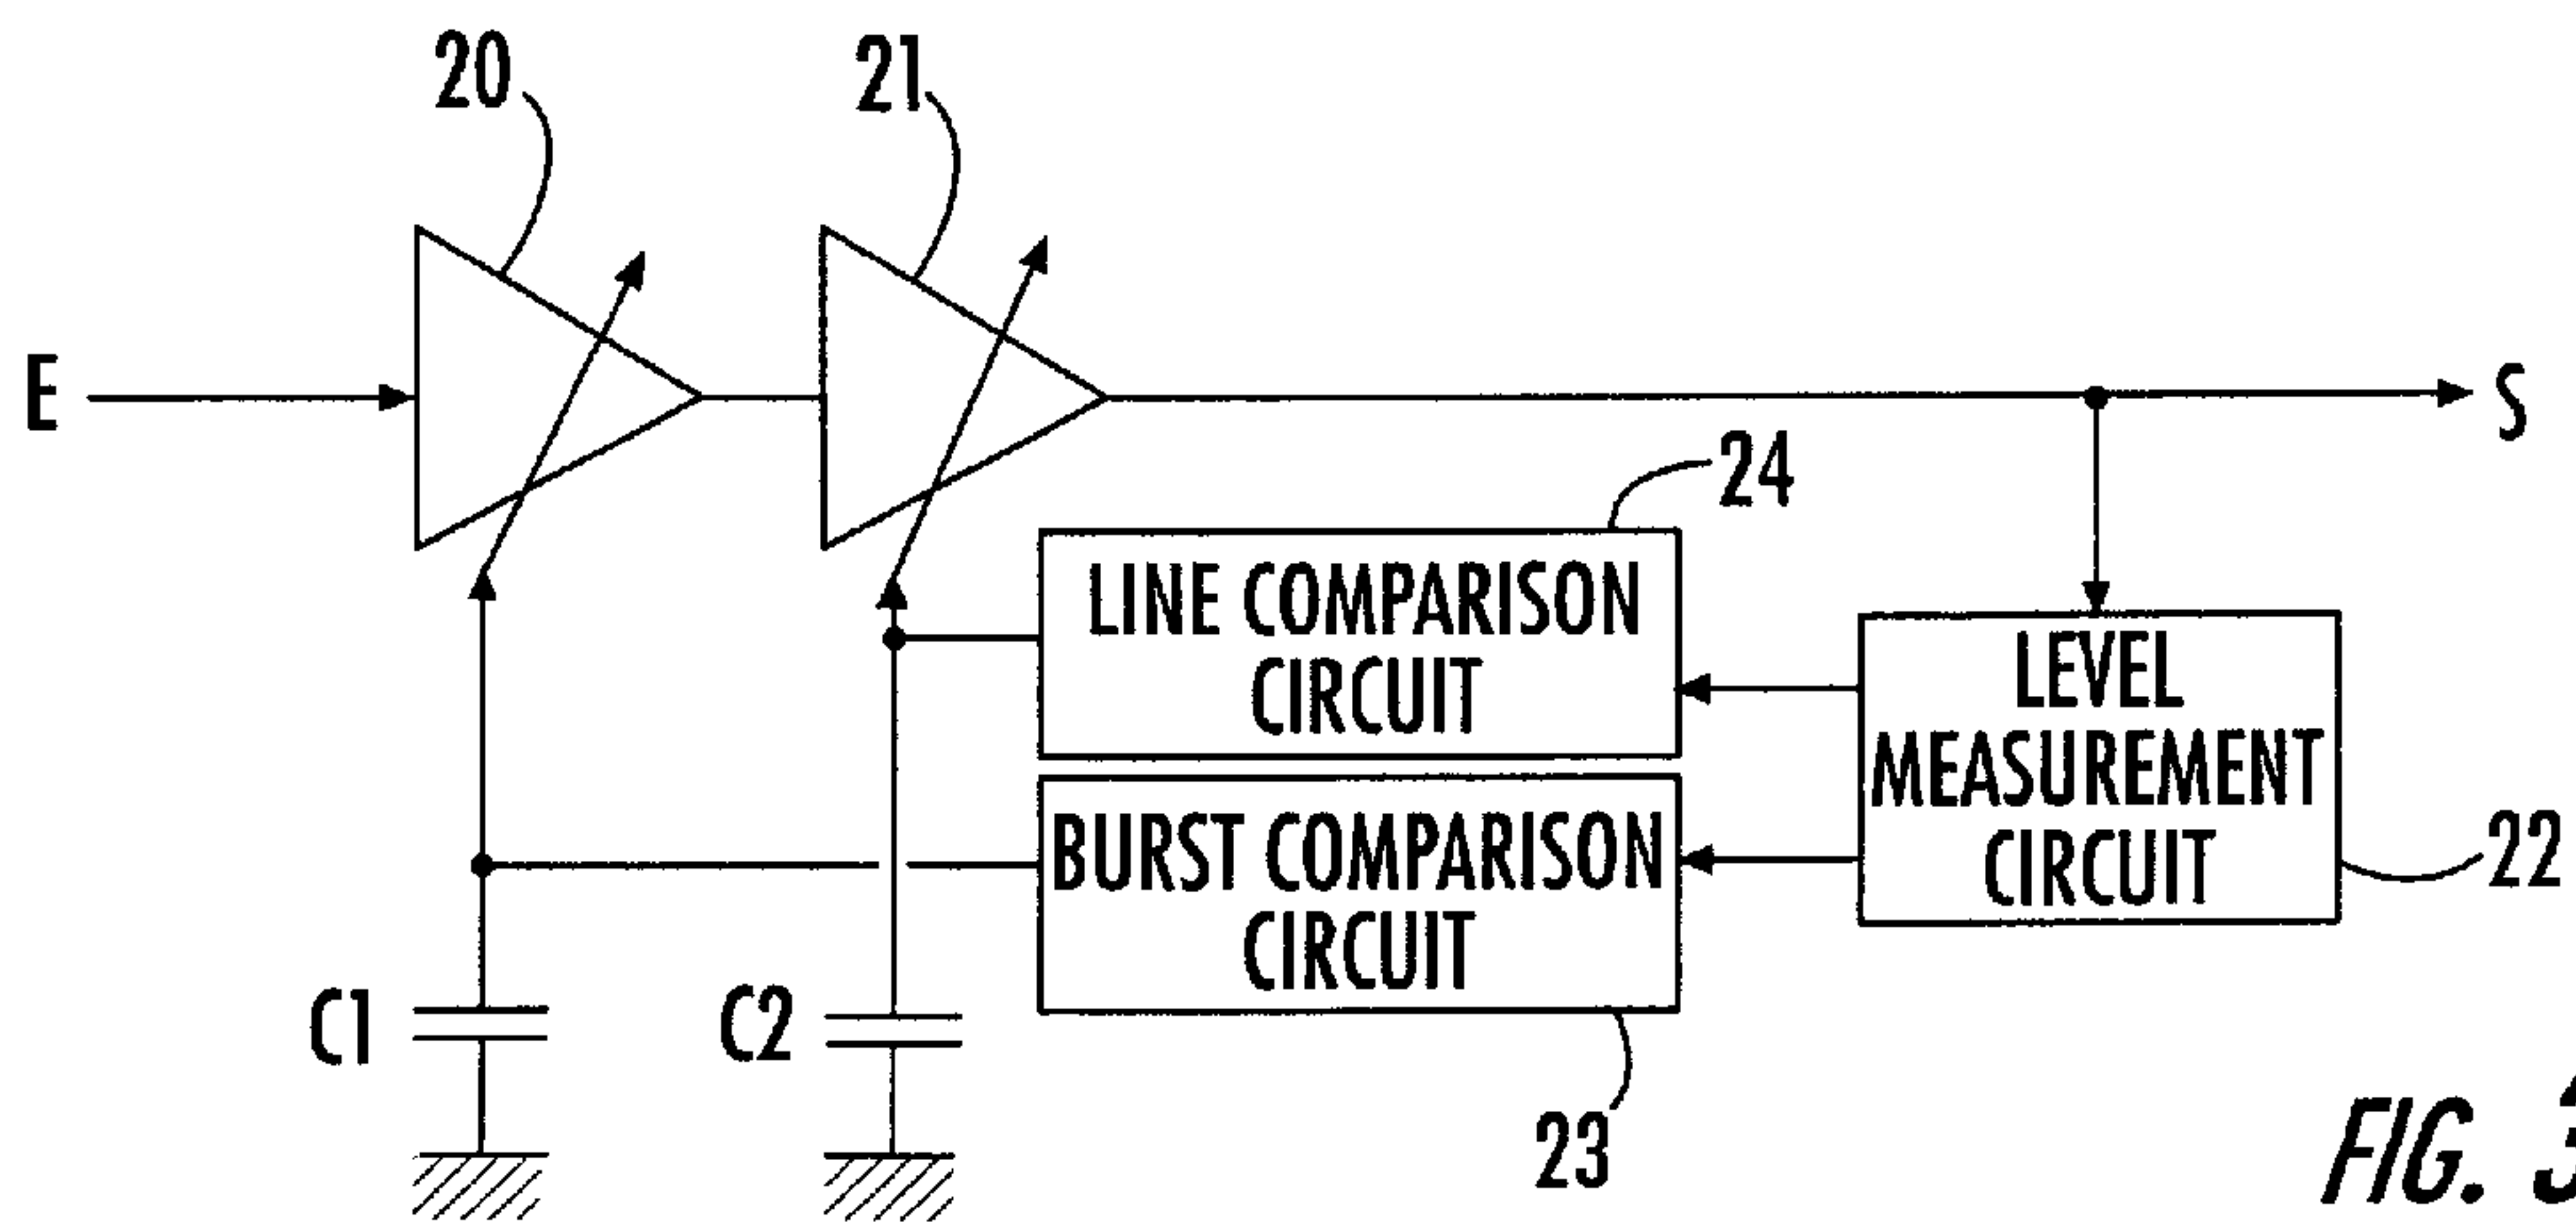 20
21
E
S
24
LINE COMPARISON
CIRCUIT
LEVEL
MEASUREMENT
CIRCUIT
BURST COMPARISON
CIRCUIT
22
C1
C2
23
FIG. 3